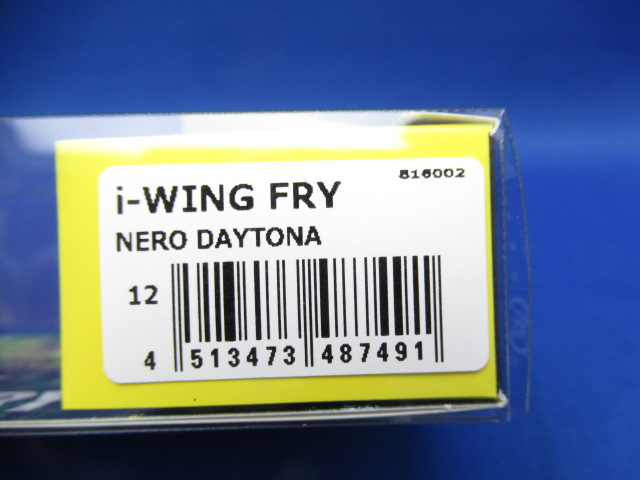 816002
i-WING FRY
NERO DAYTONA
12
4 513473 487491